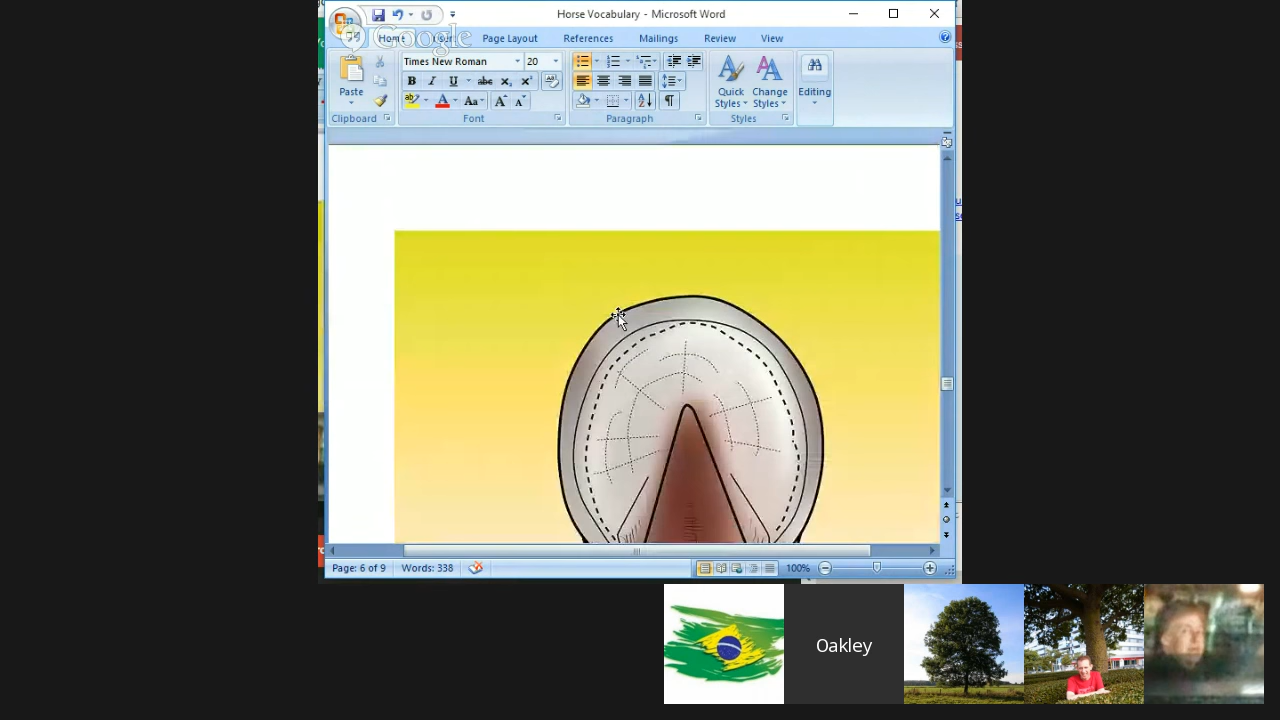 Horse Vocabulary - Microsoft Word
Google
Home
Page Layout
References
Mailings
Review
View
Times New Roman
20
Paste
Quick Styles
Change Styles
Editing
Clipboard
Font
Paragraph
Styles
Page: 6 of 9
Words: 338
100%
Oakley